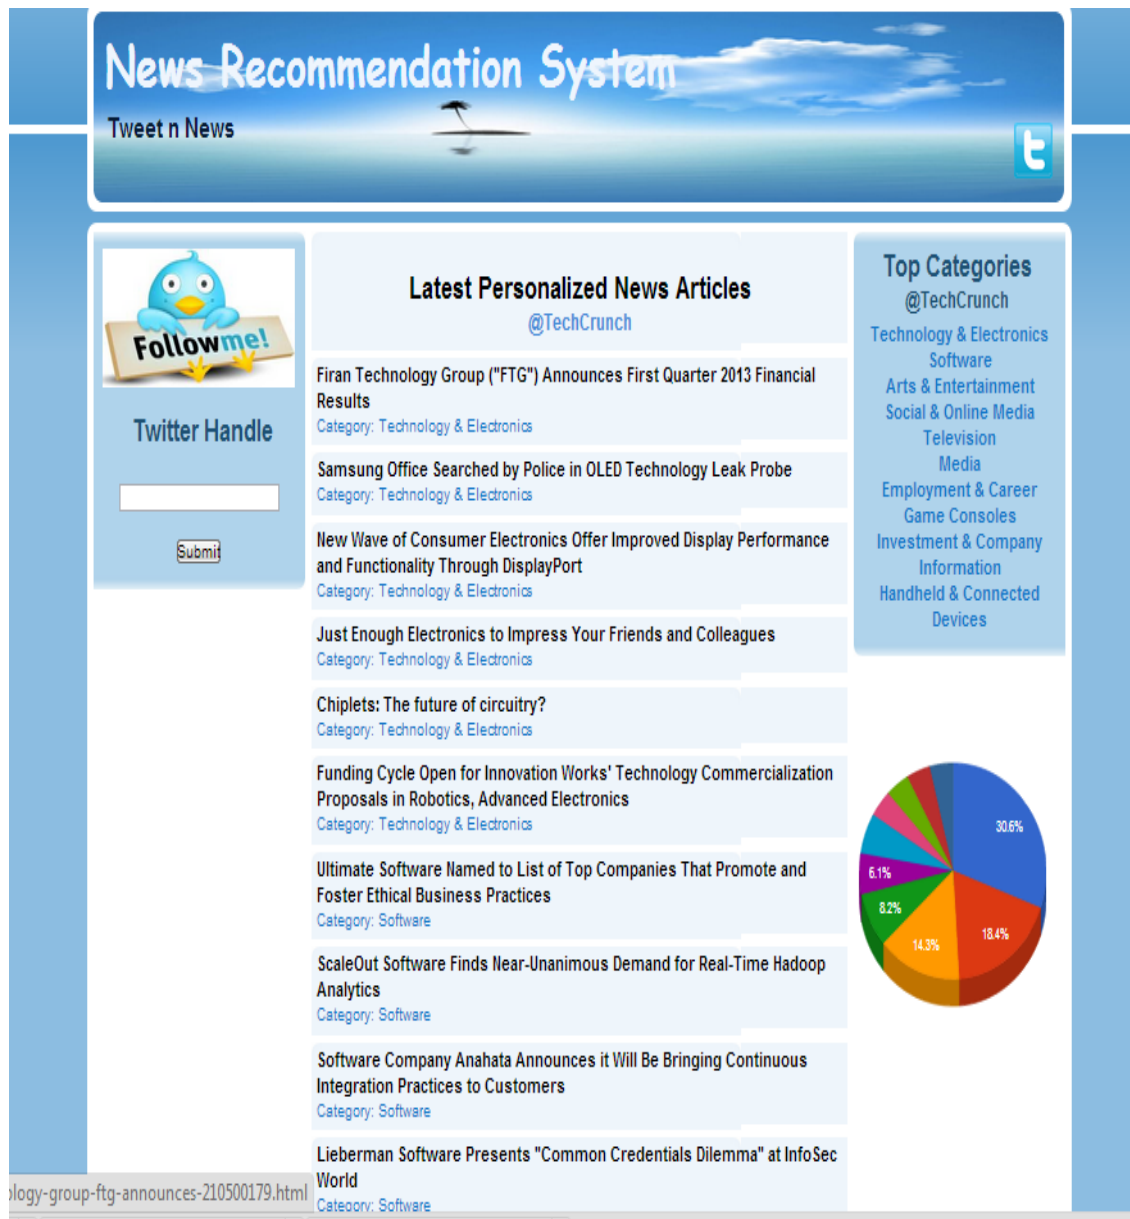 News Recommendation System
Tweet n News
t
Followme!
Twitter Handle
Submit
Latest Personalized News Articles
@TechCrunch
Firan Technology Group ("FTG") Announces First Quarter 2013 Financial
Results
Category: Technology & Electronics
Samsung Office Searched by Police in OLED Technology Leak Probe
Category: Technology & Electronics
New Wave of Consumer Electronics Offer Improved Display Performance
and Functionality Through DisplayPort
Category: Technology & Electronics
Just Enough Electronics to Impress Your Friends and Colleagues
Category: Technology & Electronics
Chiplets: The future of circuitry?
Category: Technology & Electronics
Funding Cycle Open for Innovation Works' Technology Commercialization
Proposals in Robotics, Advanced Electronics
Category: Technology & Electronics
Ultimate Software Named to List of Top Companies That Promote and
Foster Ethical Business Practices
Category: Software
ScaleOut Software Finds Near-Unanimous Demand for Real-Time Hadoop
Analytics
Category: Software
Software Company Anahata Announces it Will Be Bringing Continuous
Integration Practices to Customers
Category: Software
Lieberman Software Presents "Common Credentials Dilemma" at InfoSec
World
Category: Software
Top Categories
@TechCrunch
Technology & Electronics
Software
Arts & Entertainment
Social & Online Media
Television
Media
Employment & Career
Game Consoles
Investment & Company
Information
Handheld & Connected
Devices
30.6%
18.4%
14.3%
8.2%
6.1%
ology-group-ftg-announces-210500179.html